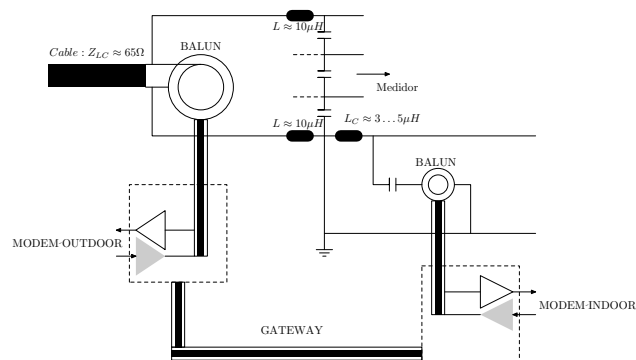 L ≈ 10μH
Cable : Z_LC ≈ 65Ω
BALUN
Medidor
L ≈ 10μH
L_C ≈ 3 … 5μH
BALUN
MODEM-OUTDOOR
MODEM-INDOOR
GATEWAY